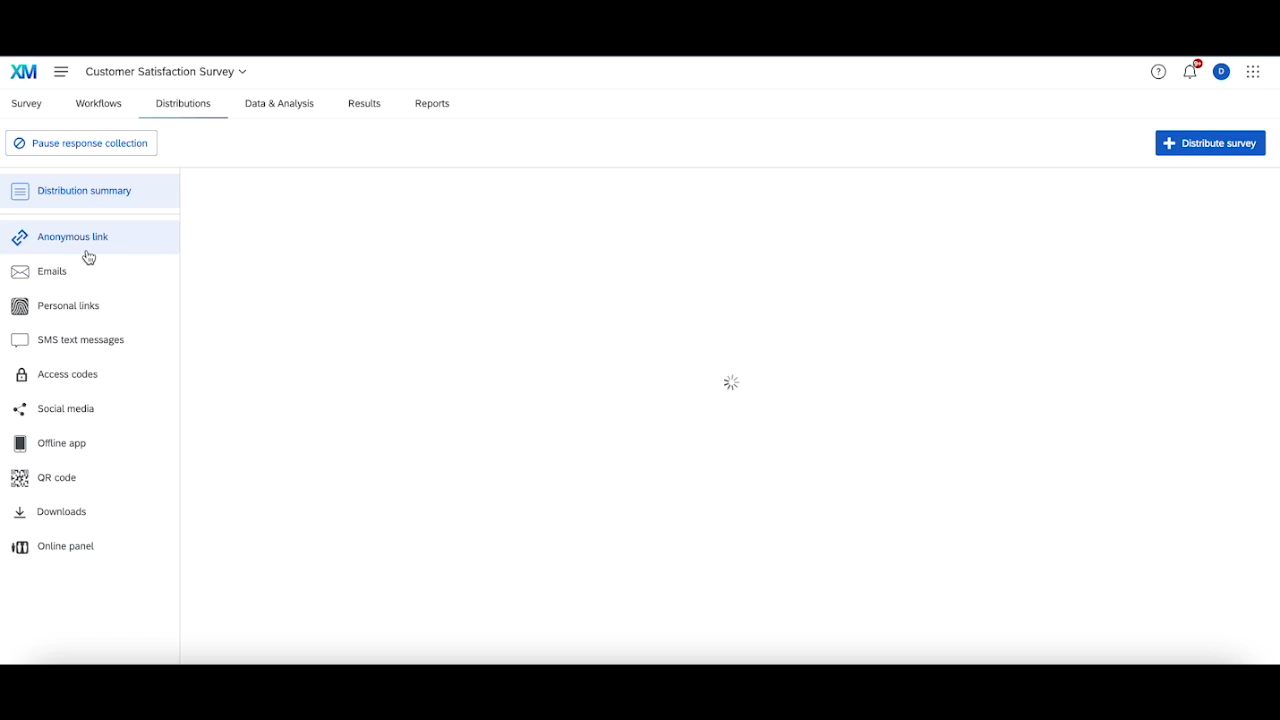 XM
Customer Satisfaction Survey
9+
D
Survey
Workflows
Distributions
Data & Analysis
Results
Reports
Pause response collection
Distribute survey
Distribution summary
Anonymous link
Emails
Personal links
SMS text messages
Access codes
Social media
Offline app
QR code
Downloads
Online panel